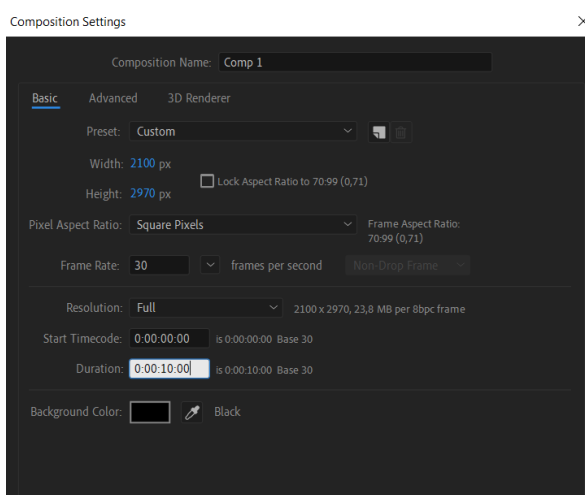 Composition Settings
Composition Name: Comp 1
Basic Advanced 3D Renderer
Preset: Custom
Width: 2100 px
Lock Aspect Ratio to 70:99 (0,71)
Height: 2970 px
Pixel Aspect Ratio: Square Pixels
Frame Aspect Ratio:
70:99 (0,71)
Frame Rate: 30 frames per second Non-Drop Frame
Resolution: Full 2100 x 2970, 23,8 MB per 8bpc frame
Start Timecode: 0:00:00:00 is 0:00:00:00 Base 30
Duration: 0:00:10:00 is 0:00:10:00 Base 30
Background Color: Black